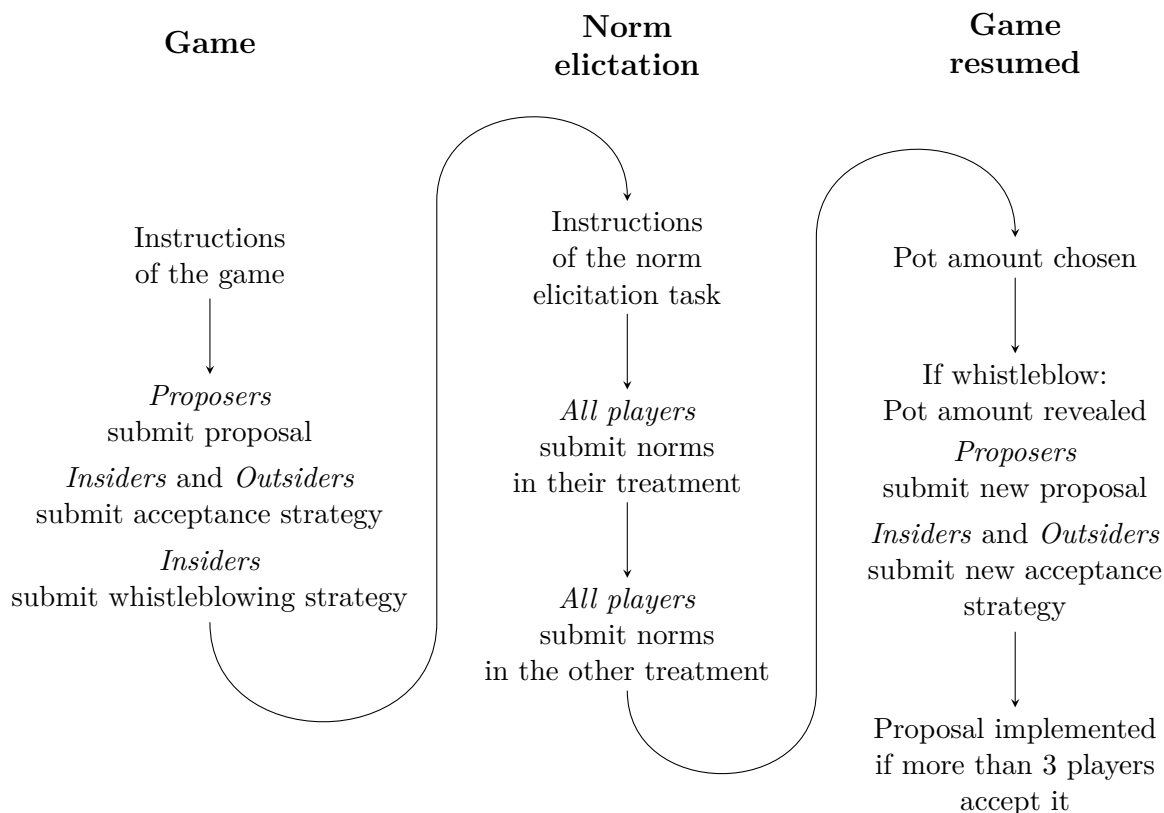 Game
Instructions
of the game
Proposers
submit proposal
Insiders and Outsiders
submit acceptance strategy
Insiders
submit whistleblowing strategy
Norm
elictation
Instructions
of the norm
elicitation task
All players
submit norms
in their treatment
All players
submit norms
in the other treatment
Game
resumed
Pot amount chosen
If whistleblow:
Pot amount revealed
Proposers
submit new proposal
Insiders and Outsiders
submit new acceptance
strategy
Proposal implemented
if more than 3 players
accept it